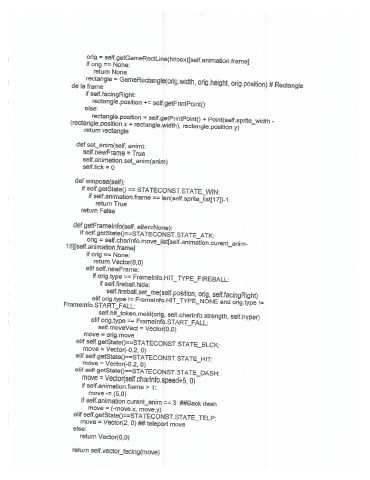 orig = self.getGameRectLine(hitbox)[self.animation.frame]
if orig == None:
return None
rectangle = GameRectangle(orig.width, orig.height, orig.position) # Rectangle
de la frame
if self.facingRight:
rectangle.position += self.getPrintPoint()
else:
rectangle.position = self.getPrintPoint() + Point(self.sprite_width -
(rectangle.position.x + rectangle.width), rectangle.position.y)
return rectangle
def set_anim(self, anim):
self.newFrame = True
self.animation.set_anim(anim)
self.tick = 0
def winpose(self):
if self.getState() == STATECONST.STATE_WIN:
if self.animation.frame == len(self.sprite_list[17])-1:
return True
return False
def getFrameInfo(self, alter=None):
if self.getState()==STATECONST.STATE_ATK:
orig = self.charInfo.move_list[self.animation.curent_anim-
18][self.animation.frame]
if orig == None:
return Vector(0,0)
elif self.newFrame:
if orig.type == FrameInfo.HIT_TYPE_FIREBALL:
if self.fireball.hide:
self.fireball.set_me(self.position, orig, self.facingRight)
elif orig.type != FrameInfo.HIT_TYPE_NONE and orig.type !=
FrameInfo.START_FALL:
self.hit_token.meId(orig, self.charInfo.strength, self.hyper)
elif orig.type == FrameInfo.START_FALL:
self.moveVect = Vector(0,0)
move = orig.move
elif self.getState()==STATECONST.STATE_BLCK:
move = Vector(-0.2, 0)
elif self.getState()==STATECONST.STATE_HIT:
move = Vector(-0.2, 0)
elif self.getState()==STATECONST.STATE_DASH:
move = Vector(self.charInfo.speed+5, 0)
if self.animation.frame > 1:
move -= (5,0)
if self.animation.curent_anim == 3: ##Back dash
move = (-move.x, move.y)
elif self.getState()==STATECONST.STATE_TELP:
move = Vector(2, 0) ## teleport move
else:
return Vector(0,0)
return self.vector_facing(move)